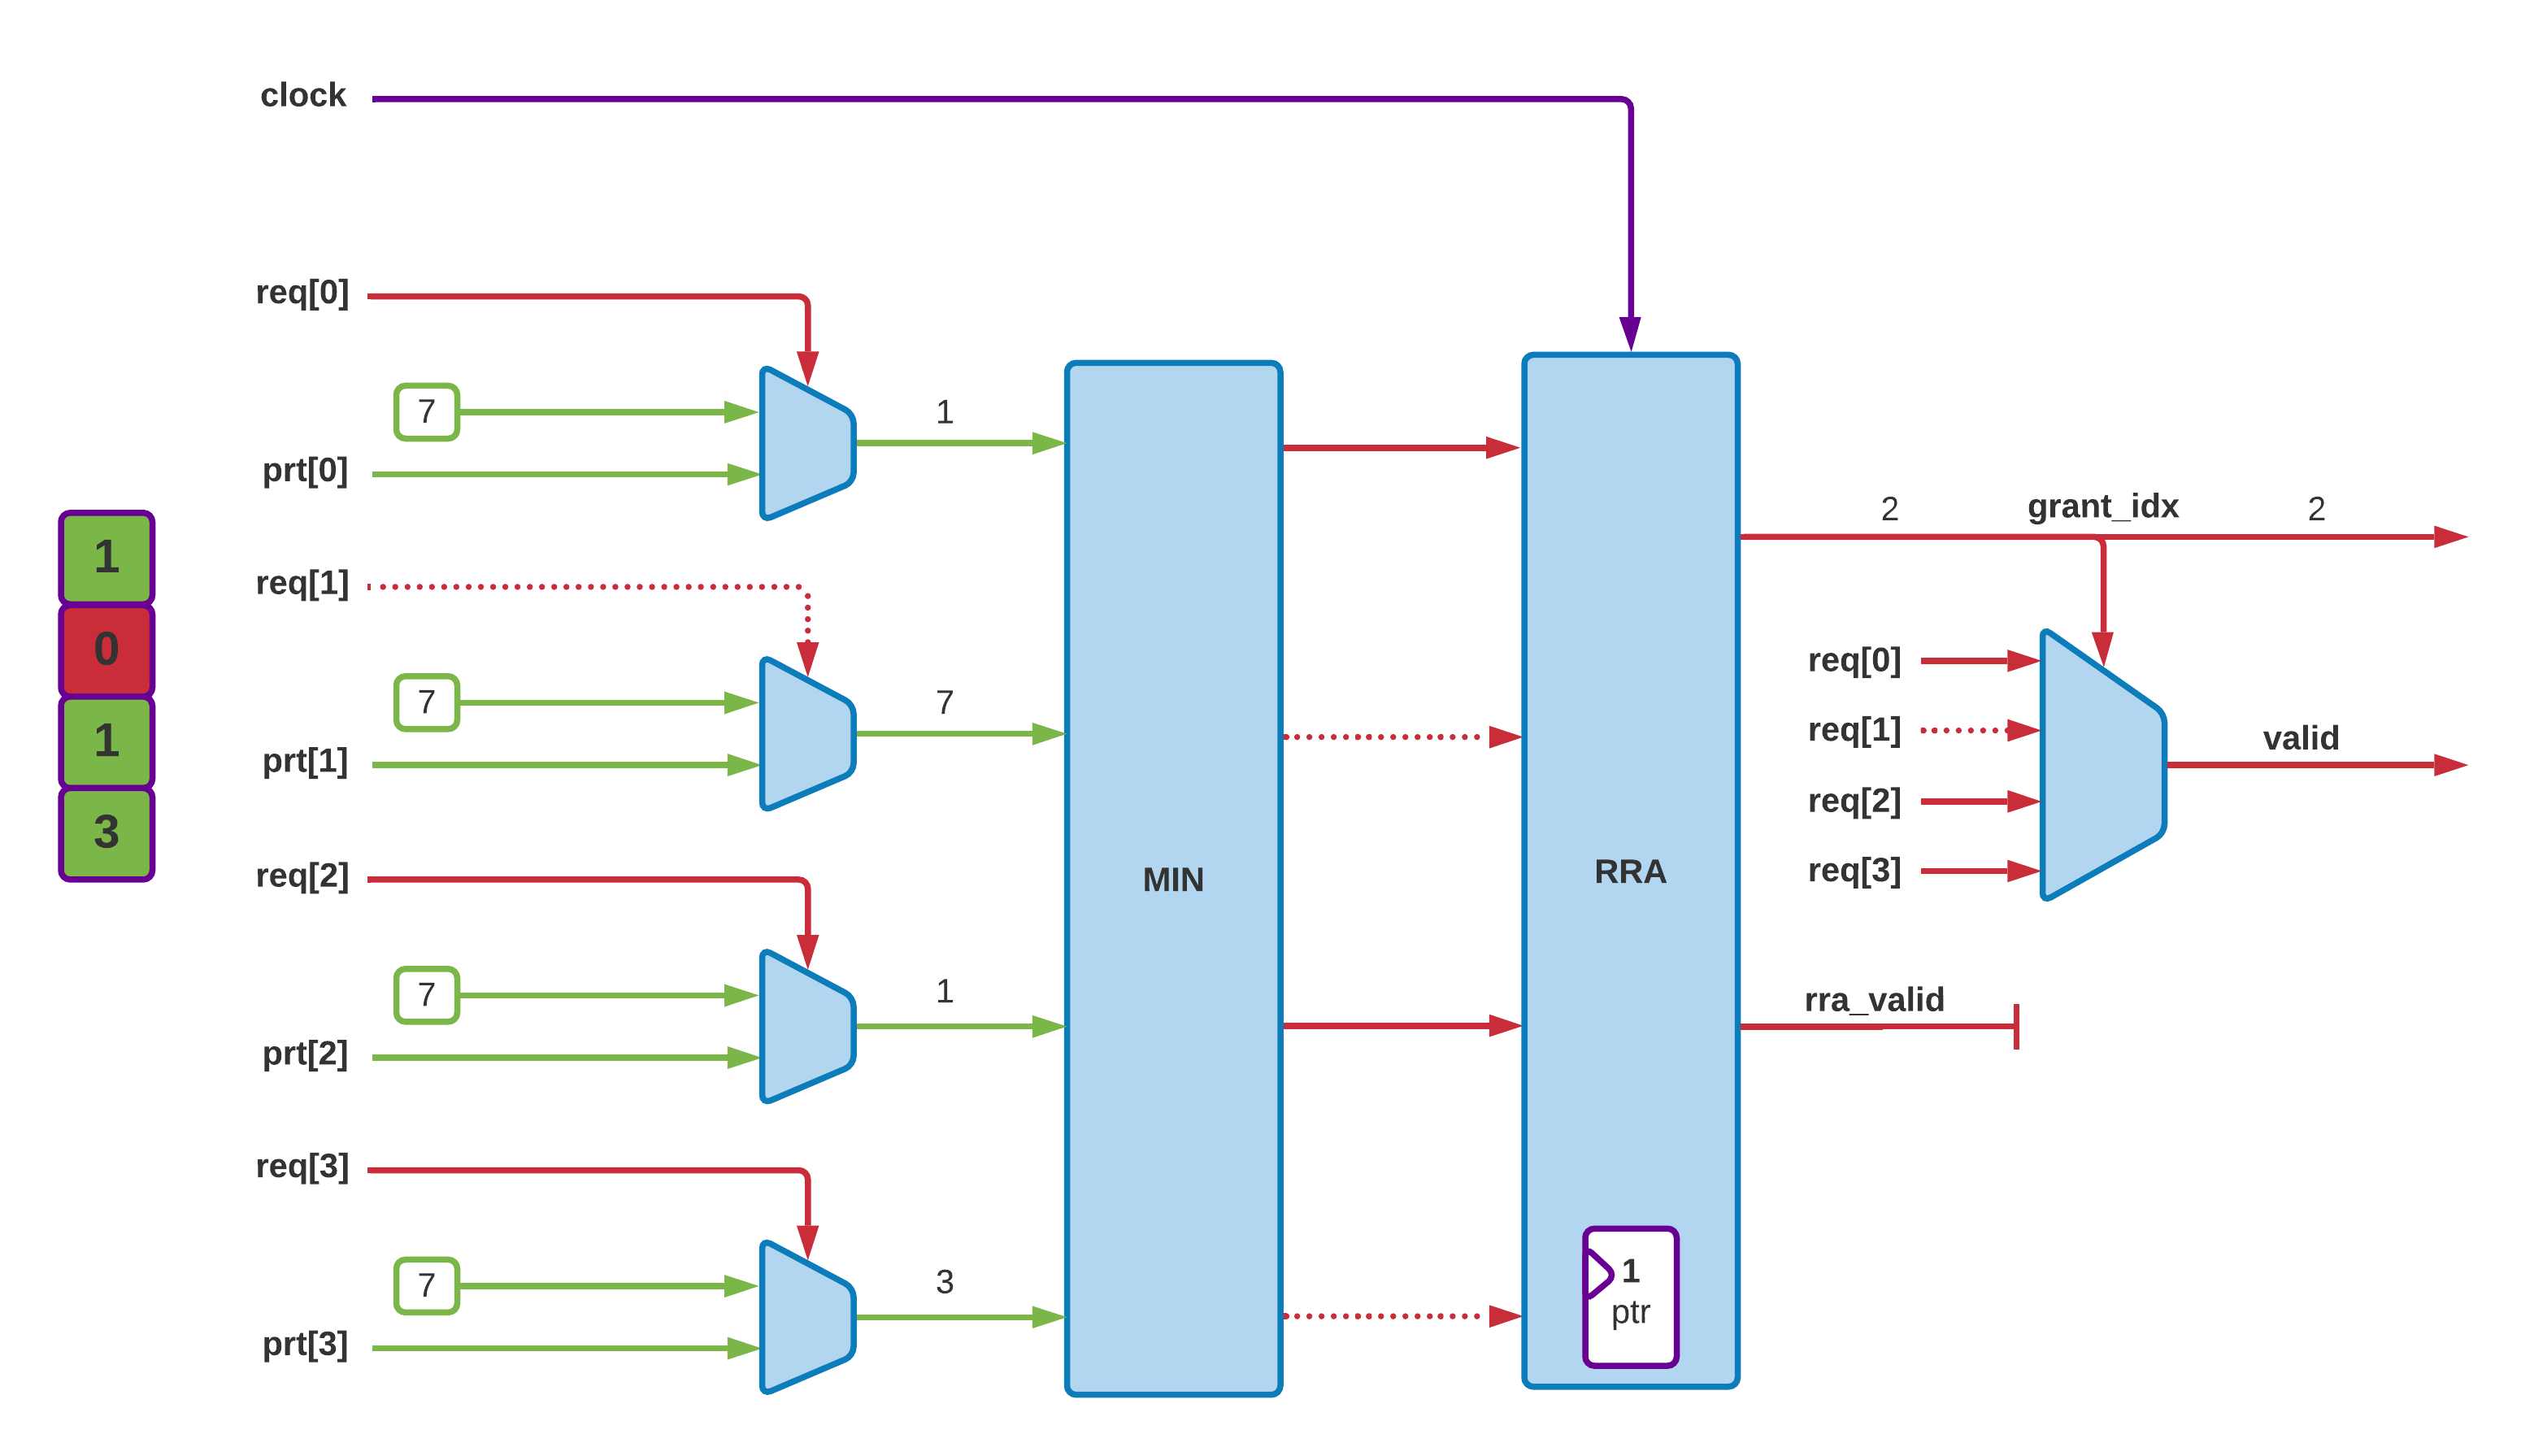 clock
req[0]
7
1
prt[0]
2
grant_idx
2
1
0
1
3
req[1]
7
7
prt[1]
req[0]
req[1]
valid
req[2]
req[3]
req[2]
MIN
RRA
7
1
prt[2]
rra_valid
req[3]
7
3
prt[3]
1
ptr